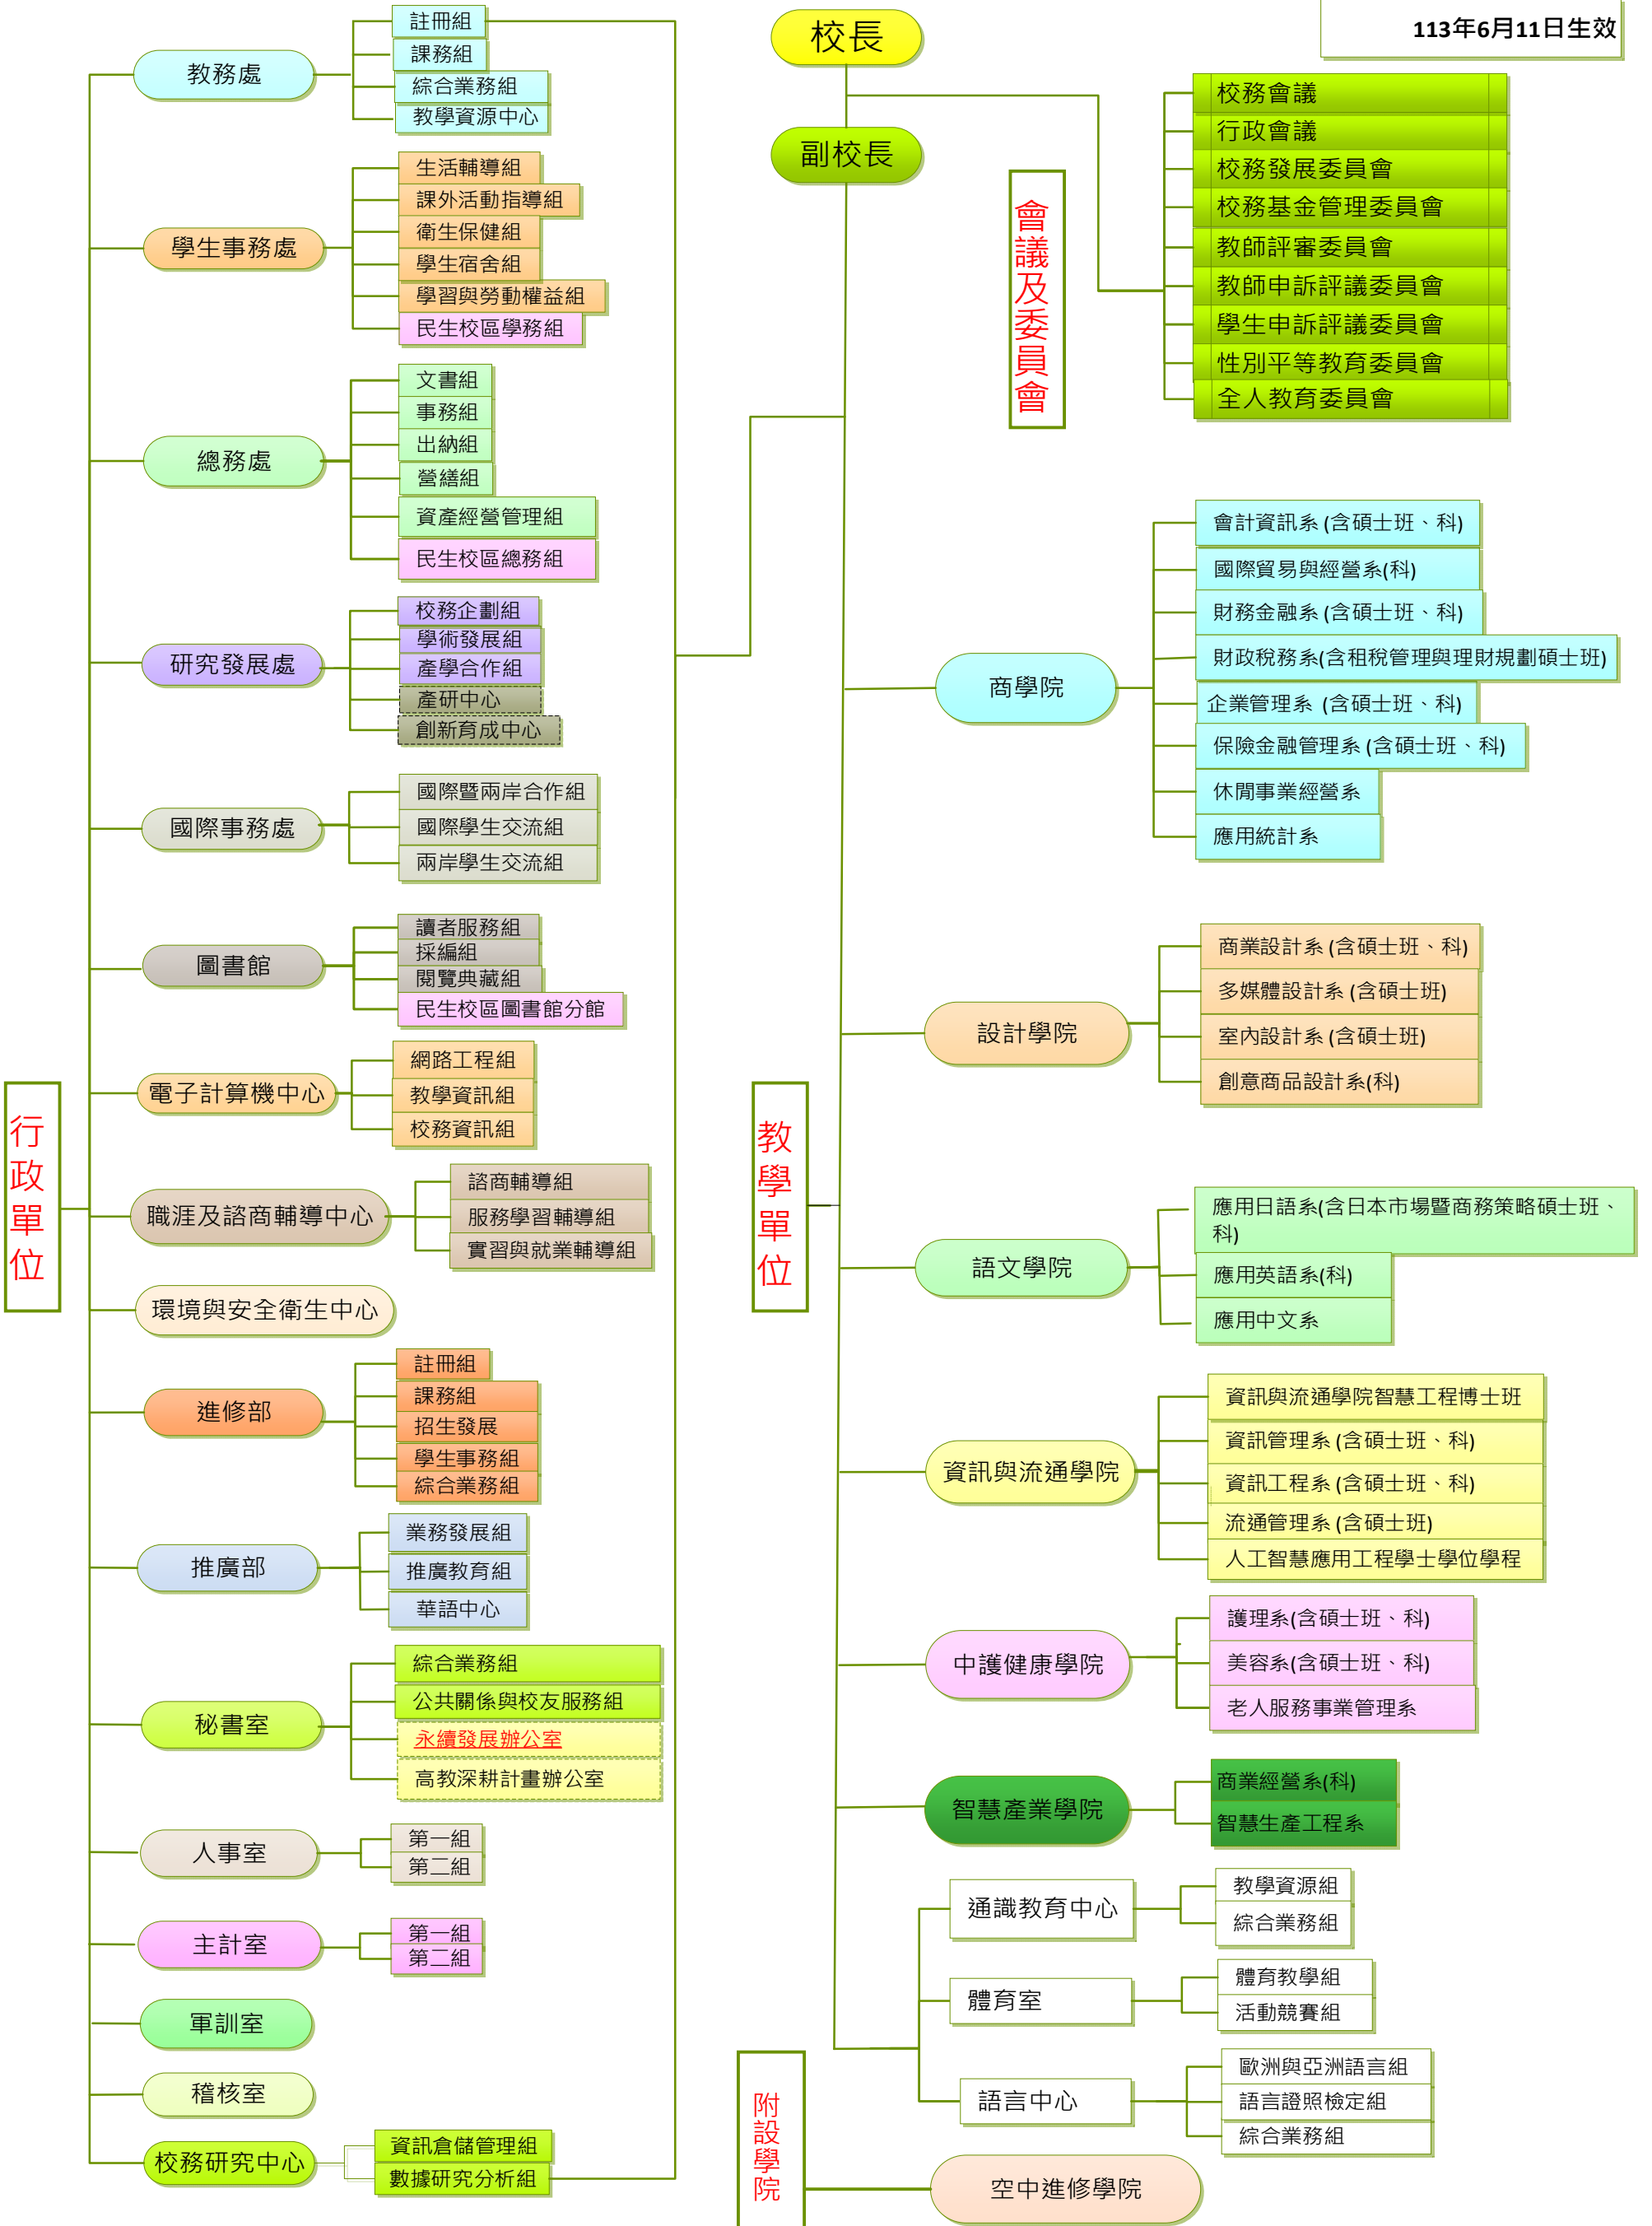 113年6月11日生效
校長
副校長
會議及委員會
校務會議
行政會議
校務發展委員會
校務基金管理委員會
教師評審委員會
教師申訴評議委員會
學生申訴評議委員會
性別平等教育委員會
全人教育委員會
行政單位
教務處
註冊組
課務組
綜合業務組
教學資源中心
學生事務處
生活輔導組
課外活動指導組
衛生保健組
學生宿舍組
學習與勞動權益組
民生校區學務組
總務處
文書組
事務組
出納組
營繕組
資產經營管理組
民生校區總務組
研究發展處
校務企劃組
學術發展組
產學合作組
產研中心
創新育成中心
國際事務處
國際暨兩岸合作組
國際學生交流組
兩岸學生交流組
圖書館
讀者服務組
採編組
閱覽典藏組
民生校區圖書館分館
電子計算機中心
網路工程組
教學資訊組
校務資訊組
職涯及諮商輔導中心
諮商輔導組
服務學習輔導組
實習與就業輔導組
環境與安全衛生中心
進修部
註冊組
課務組
招生發展
學生事務組
綜合業務組
推廣部
業務發展組
推廣教育組
華語中心
秘書室
綜合業務組
公共關係與校友服務組
永續發展辦公室
高教深耕計畫辦公室
人事室
第一組
第二組
主計室
第一組
第二組
軍訓室
稽核室
校務研究中心
資訊倉儲管理組
數據研究分析組
教學單位
商學院
會計資訊系 (含碩士班、科)
國際貿易與經營系(科)
財務金融系 (含碩士班、科)
財政稅務系(含租稅管理與理財規劃碩士班)
企業管理系 (含碩士班、科)
保險金融管理系 (含碩士班、科)
休閒事業經營系
應用統計系
設計學院
商業設計系 (含碩士班、科)
多媒體設計系 (含碩士班)
室內設計系 (含碩士班)
創意商品設計系(科)
語文學院
應用日語系(含日本市場暨商務策略碩士班、
科)
應用英語系(科)
應用中文系
資訊與流通學院
資訊與流通學院智慧工程博士班
資訊管理系 (含碩士班、科)
資訊工程系 (含碩士班、科)
流通管理系 (含碩士班)
人工智慧應用工程學士學位學程
中護健康學院
護理系(含碩士班、科)
美容系(含碩士班、科)
老人服務事業管理系
智慧產業學院
商業經營系(科)
智慧生產工程系
通識教育中心
教學資源組
綜合業務組
體育室
體育教學組
活動競賽組
語言中心
歐洲與亞洲語言組
語言證照檢定組
綜合業務組
附設學院
空中進修學院